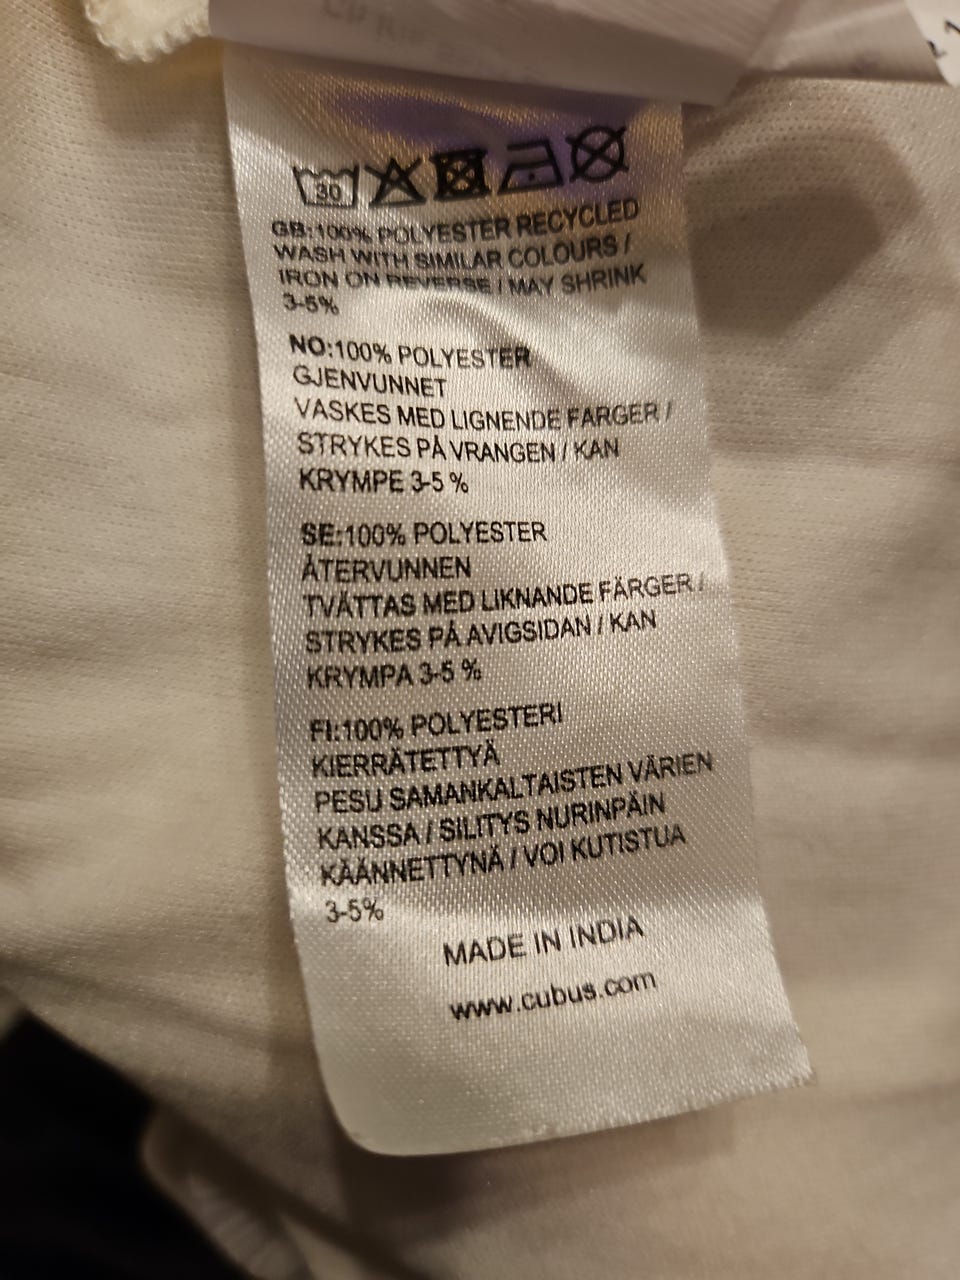 30
GB:100% POLYESTER RECYCLED
WASH WITH SIMILAR COLOURS /
IRON ON REVERSE / MAY SHRINK
3-5%
NO:100% POLYESTER
GJENVUNNET
VASKES MED LIGNENDE FARGER /
STRYKES PÅ VRANGEN / KAN
KRYMPE 3-5 %
SE:100% POLYESTER
ÅTERVUNNEN
TVÄTTAS MED LIKNANDE FÄRGER /
STRYKES PÅ AVIGSIDAN / KAN
KRYMPA 3-5 %
FI:100% POLYESTERI
KIERRÄTETTYÄ
PESU SAMANKALTAISTEN VÄRIEN
KANSSA / SILITYS NURINPÄIN
KÄÄNNETTYNÄ / VOI KUTISTUA
3-5%
MADE IN INDIA
www.cubus.com